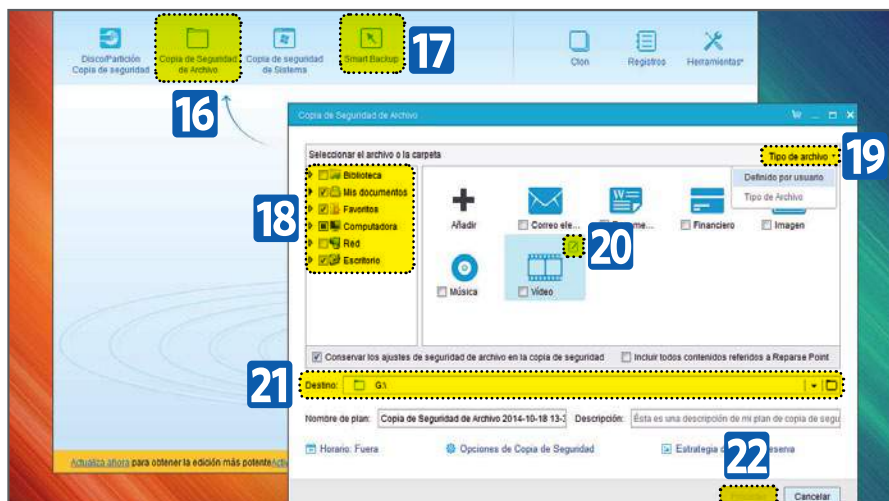 Disco/Partición
Copia de seguridad
Copia de Seguridad
de Archivo
Copia de seguridad
de Sistema
Smart Backup
17
Clon
Registros
Herramientas
16
Copia de Seguridad de Archivo
Seleccionar el archivo o la carpeta
Tipo de archivo
19
Definido por usuario
Tipo de Archivo
18
Biblioteca
Mis documentos
Favoritos
Computadora
Red
Escritorio
Añadir
Correo ele...
Financiero
Imagen
20
Música
Vídeo
Conservar los ajustes de seguridad de archivo en la copia de seguridad
Incluir todos contenidos referidos a Reparse Point
21
Destino:
G:\
Nombre de plan:
Copia de Seguridad de Archivo 2014-10-18 13-
Descripción:
Ésta es una descripción de mi plan de copia de segu
Horario: Fuera
Opciones de Copia de Seguridad
Estrategia
22
Actualiza ahora para obtener la edición más potente
Cancelar